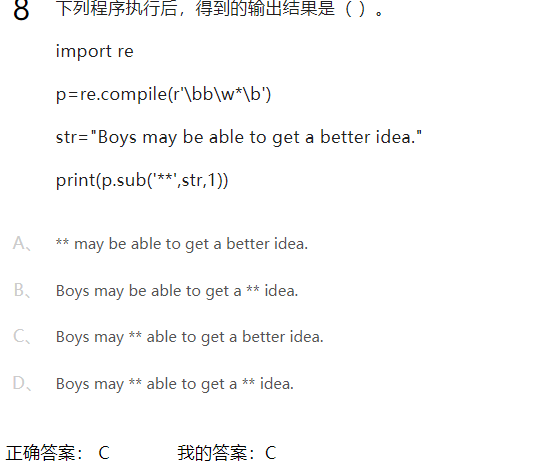 8 下列程序执行后，得到的输出结果是（ ）。
import re
p=re.compile(r'\bb\w*\b')
str="Boys may be able to get a better idea."
print(p.sub('**',str,1))
A、 ** may be able to get a better idea.
B、 Boys may be able to get a ** idea.
C、 Boys may ** able to get a better idea.
D、 Boys may ** able to get a ** idea.
正确答案： C 我的答案：C